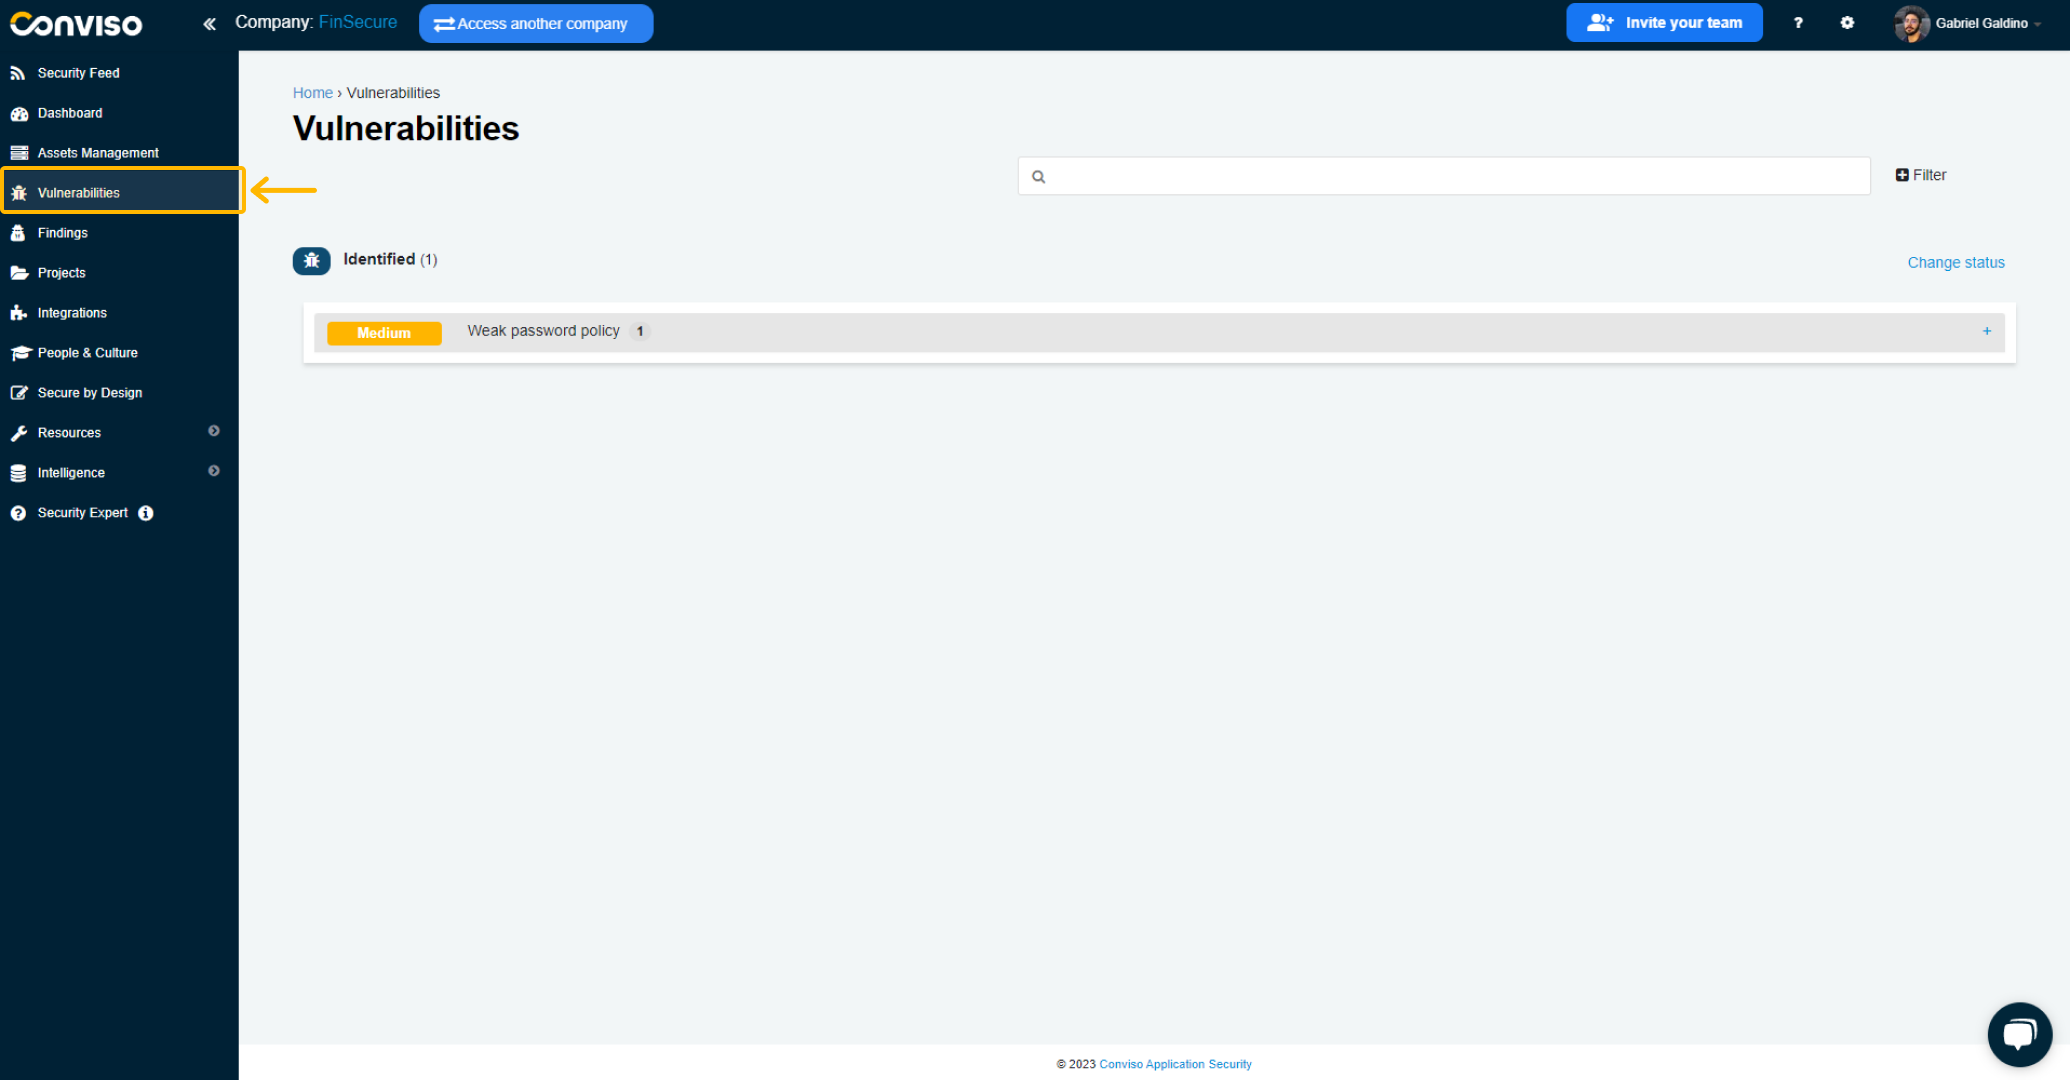 Conviso
Company: FinSecure
Access another company
Invite your team
?
Gabriel Galdino
Security Feed
Dashboard
Assets Management
Vulnerabilities
Findings
Projects
Integrations
People & Culture
Secure by Design
Resources
Intelligence
Security Expert
Home › Vulnerabilities
Vulnerabilities
Filter
Identified (1)
Change status
Medium Weak password policy 1 +
© 2023 Conviso Application Security